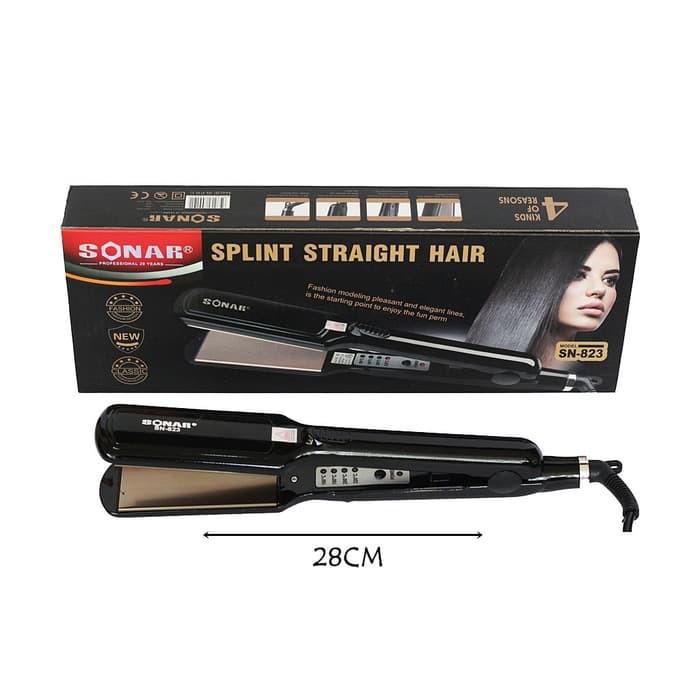 4 KINDS
OF
REASONS
SONAR®
SONAR®
PROFESSIONAL 20 YEARS
SPLINT STRAIGHT HAIR
Fashion modeling pleasant and elegant lines,
is the starting point to enjoy the fun perm
FASHION
NEW
CLASSIC
SONAR®
MODEL
SN-823
SONAR®
SN-823
28CM